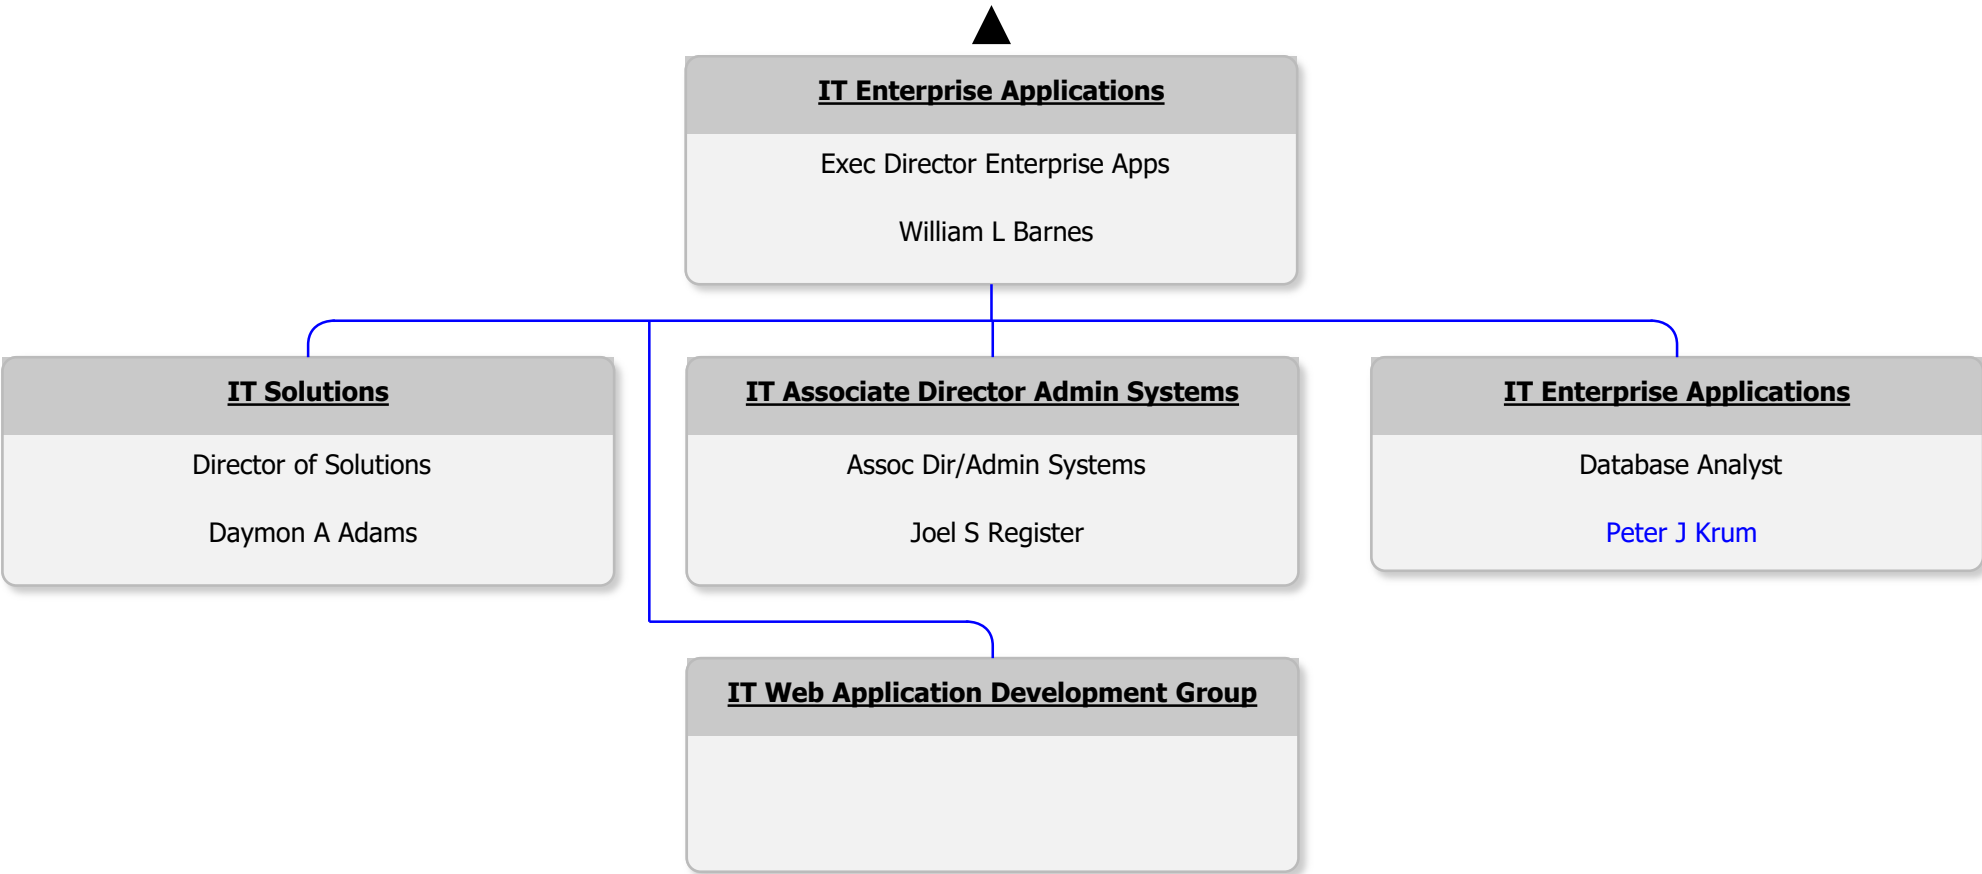 IT Enterprise Applications
Exec Director Enterprise Apps
William L Barnes
IT Solutions
Director of Solutions
Daymon A Adams
IT Associate Director Admin Systems
Assoc Dir/Admin Systems
Joel S Register
IT Enterprise Applications
Database Analyst
Peter J Krum
IT Web Application Development Group